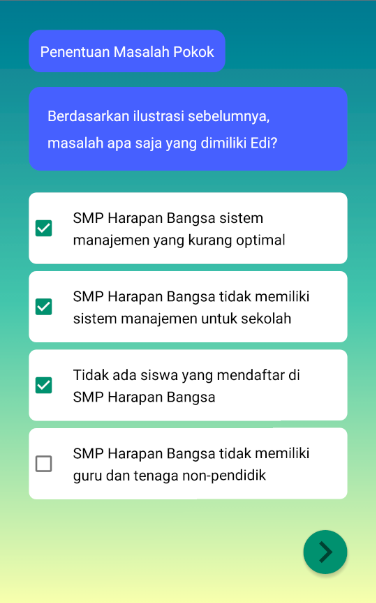 Penentuan Masalah Pokok
Berdasarkan ilustrasi sebelumnya,
masalah apa saja yang dimiliki Edi?
SMP Harapan Bangsa sistem
manajemen yang kurang optimal
SMP Harapan Bangsa tidak memiliki
sistem manajemen untuk sekolah
Tidak ada siswa yang mendaftar di
SMP Harapan Bangsa
SMP Harapan Bangsa tidak memiliki
guru dan tenaga non-pendidik